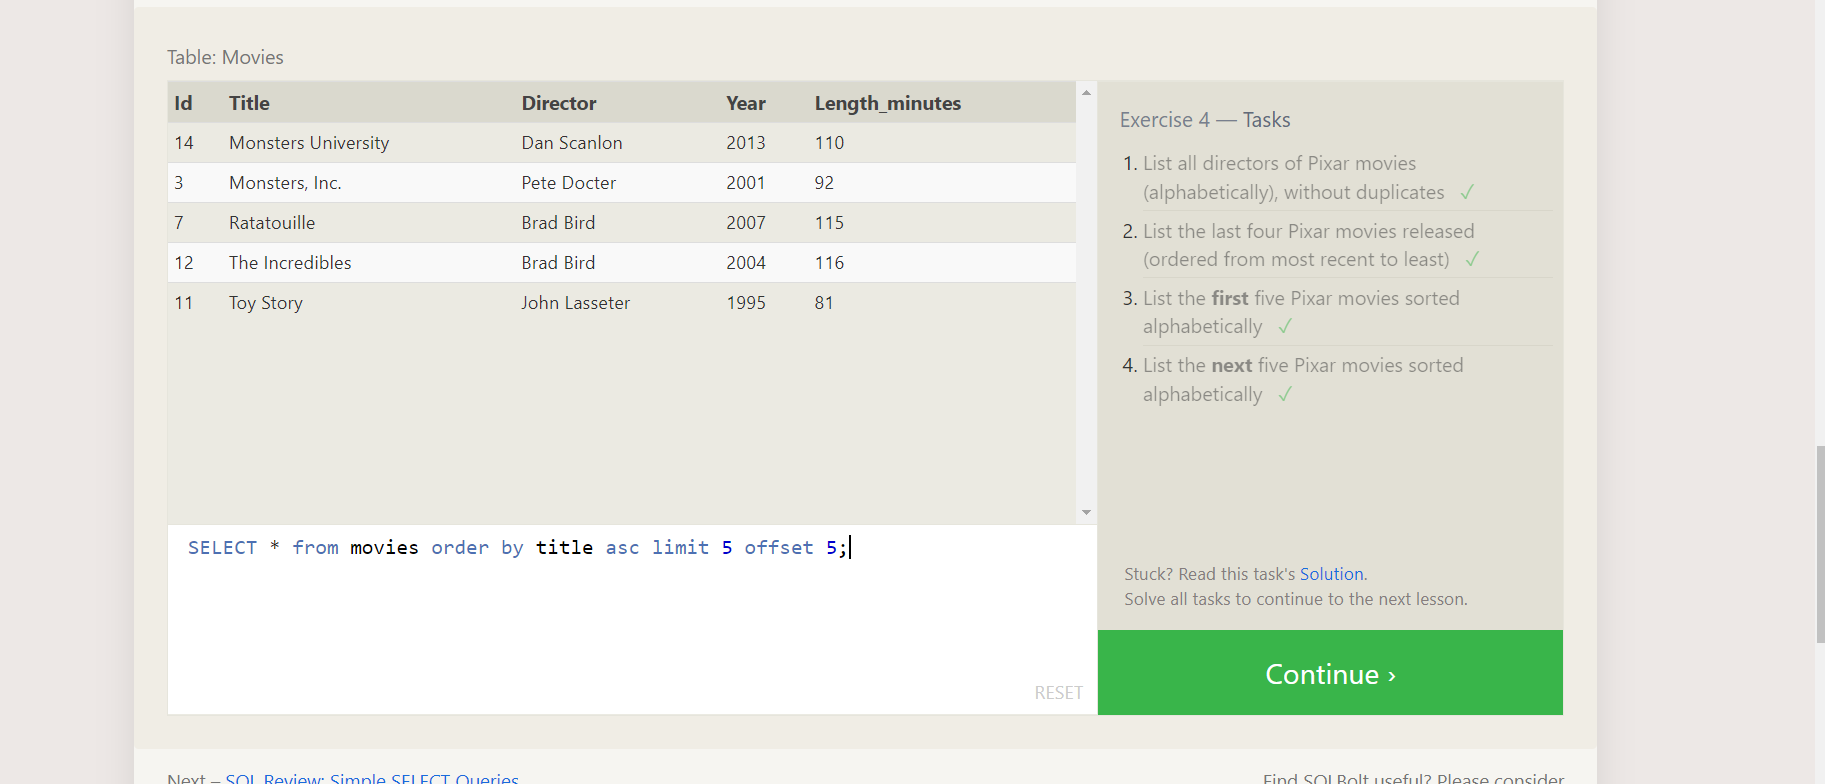 Table: Movies
Id Title Director Year Length_minutes
14 Monsters University Dan Scanlon 2013 110
3 Monsters, Inc. Pete Docter 2001 92
7 Ratatouille Brad Bird 2007 115
12 The Incredibles Brad Bird 2004 116
11 Toy Story John Lasseter 1995 81
SELECT * from movies order by title asc limit 5 offset 5;
RESET
Exercise 4 — Tasks
1. List all directors of Pixar movies
(alphabetically), without duplicates ✓
2. List the last four Pixar movies released
(ordered from most recent to least) ✓
3. List the first five Pixar movies sorted
alphabetically ✓
4. List the next five Pixar movies sorted
alphabetically ✓
Stuck? Read this task's Solution.
Solve all tasks to continue to the next lesson.
Continue ›
Next – SQL Review: Simple SELECT Queries
Find SQLBolt useful? Please consider